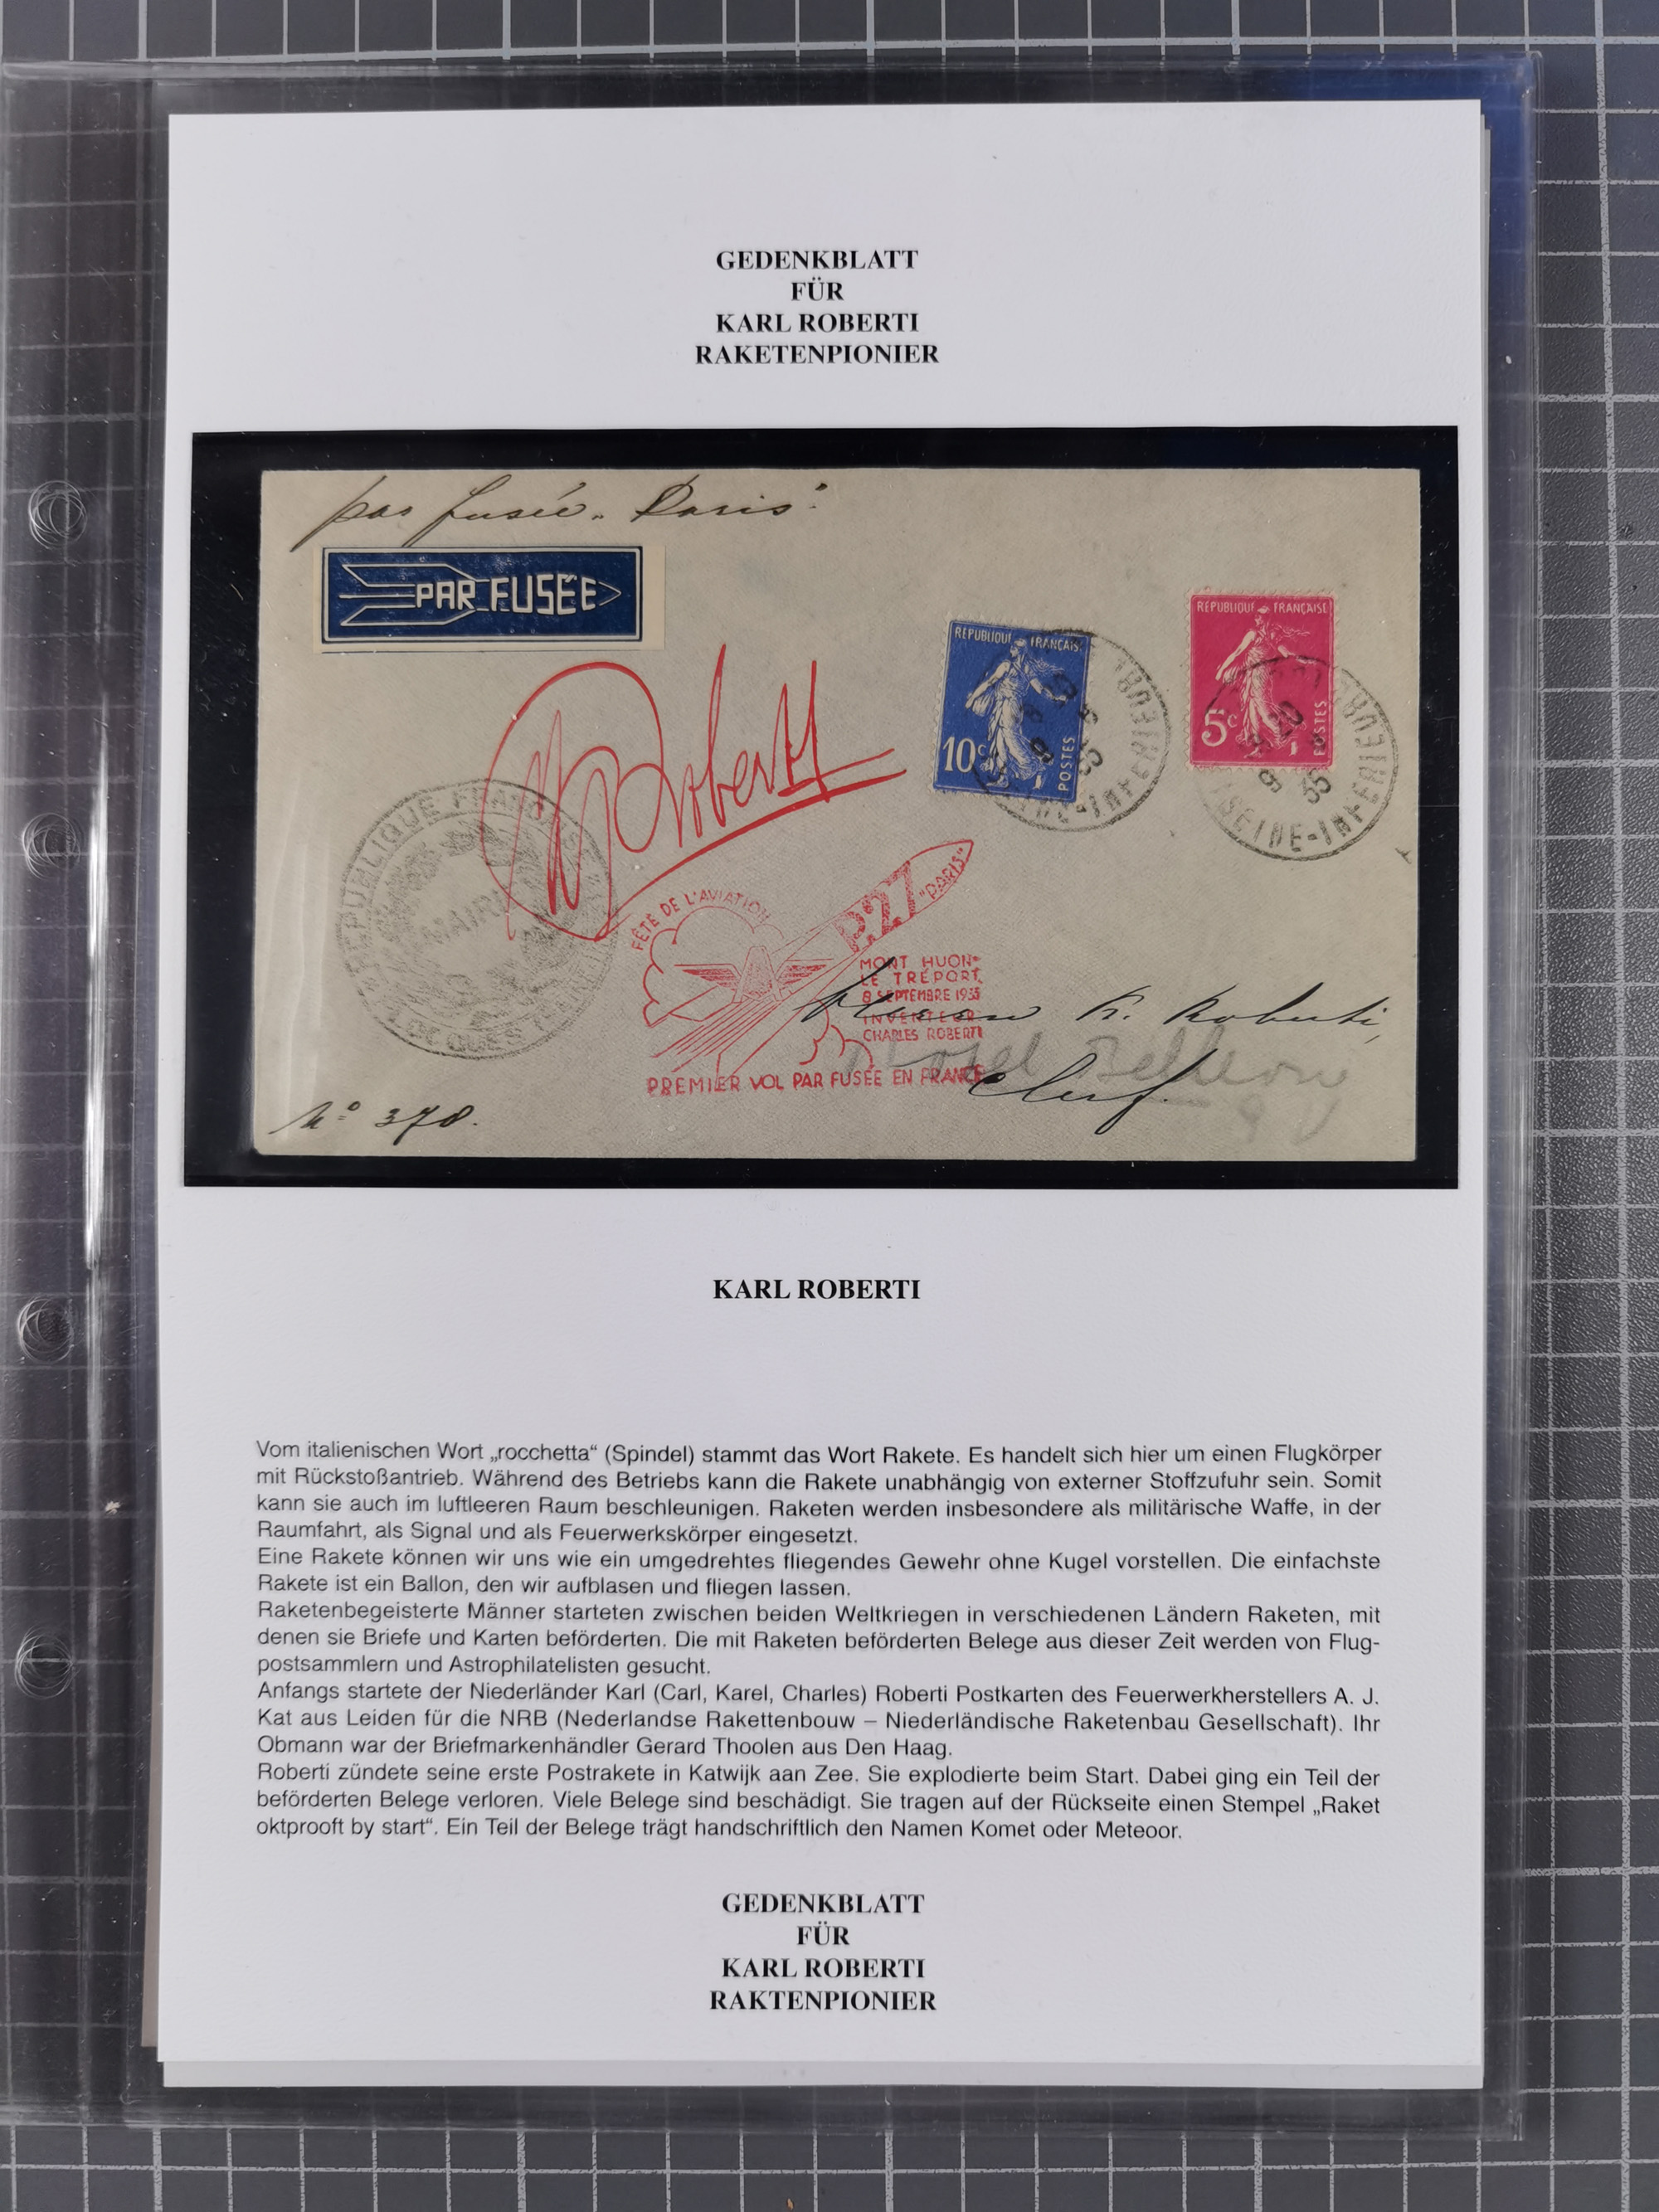 GEDENKBLATT
FÜR
KARL ROBERTI
RAKETENPIONIER
par fusée „Paris“
PAR FUSÉE
Roberti
REPUBLIQUE FRANÇAISE
10c
POSTES
REPUBLIQUE FRANÇAISE
5c
POSTES
SEINE-INFERIEURE
REPUBLIQUE FRANÇAISE
MAIRIE
FÊTE DE L'AVIATION
P.27 "PARIS"
MONT HUON-
LE TRÉPORT.
8 SEPTEMBRE 1935
INVENTEUR
CHARLES ROBERTI
PREMIER VOL PAR FUSÉE EN FRANCE
K. Roberti,
Hotel
No 370.
KARL ROBERTI
Vom italienischen Wort „rocchetta“ (Spindel) stammt das Wort Rakete. Es handelt sich hier um einen Flugkörper
mit Rückstoßantrieb. Während des Betriebs kann die Rakete unabhängig von externer Stoffzufuhr sein. Somit
kann sie auch im luftleeren Raum beschleunigen. Raketen werden insbesondere als militärische Waffe, in der
Raumfahrt, als Signal und als Feuerwerkskörper eingesetzt.
Eine Rakete können wir uns wie ein umgedrehtes fliegendes Gewehr ohne Kugel vorstellen. Die einfachste
Rakete ist ein Ballon, den wir aufblasen und fliegen lassen.
Raketenbegeisterte Männer starteten zwischen beiden Weltkriegen in verschiedenen Ländern Raketen, mit
denen sie Briefe und Karten beförderten. Die mit Raketen beförderten Belege aus dieser Zeit werden von Flug-
postsammlern und Astrophilatelisten gesucht.
Anfangs startete der Niederländer Karl (Carl, Karel, Charles) Roberti Postkarten des Feuerwerkherstellers A. J.
Kat aus Leiden für die NRB (Nederlandse Rakettenbouw – Niederländische Raketenbau Gesellschaft). Ihr
Obmann war der Briefmarkenhändler Gerard Thoolen aus Den Haag.
Roberti zündete seine erste Postrakete in Katwijk aan Zee. Sie explodierte beim Start. Dabei ging ein Teil der
beförderten Belege verloren. Viele Belege sind beschädigt. Sie tragen auf der Rückseite einen Stempel „Raket
oktprooft by start“. Ein Teil der Belege trägt handschriftlich den Namen Komet oder Meteoor.
GEDENKBLATT
FÜR
KARL ROBERTI
RAKTENPIONIER